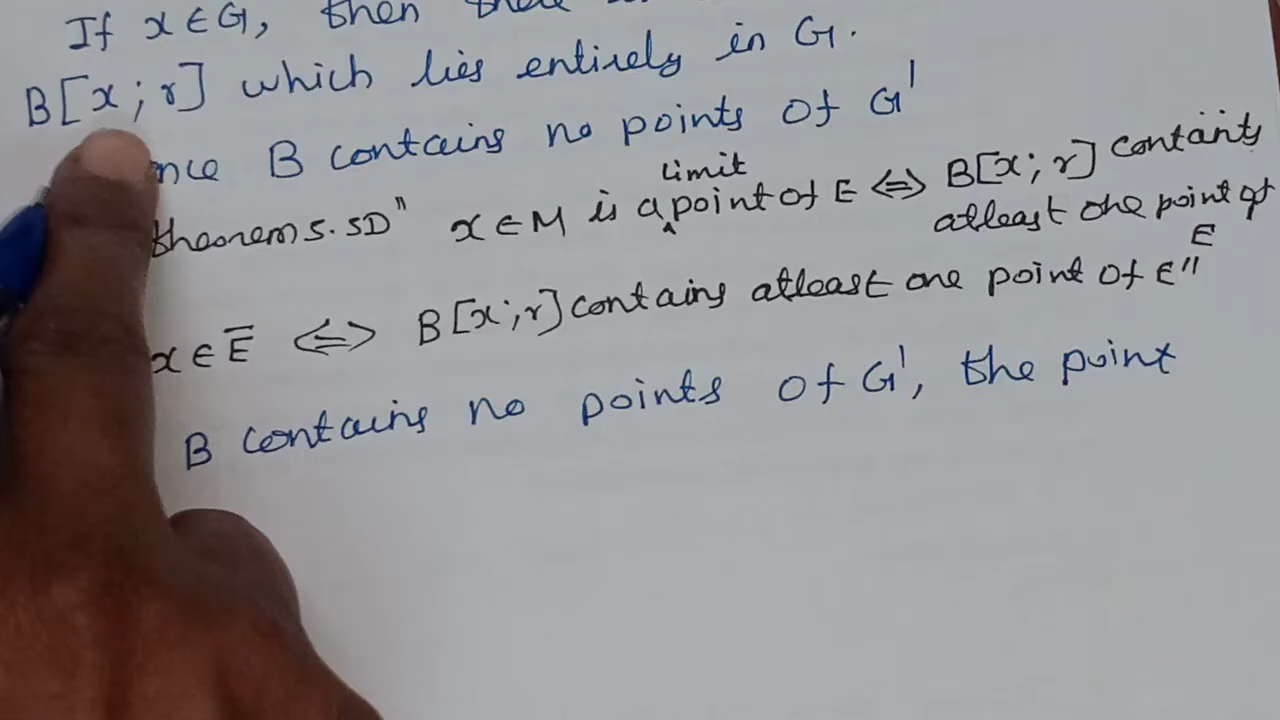 If x ∈ G, then
B[x; r] which lies entirely in G.
nce B contains no points of G'
limit
theorem 5.5D" x ∈ M is a ‸ point of E ⇔ B[x; r] contains
atleast one point of
E
x ∈ E̅ ⇔ B[x; r] contains atleast one point of E"
B contains no points of G', the point